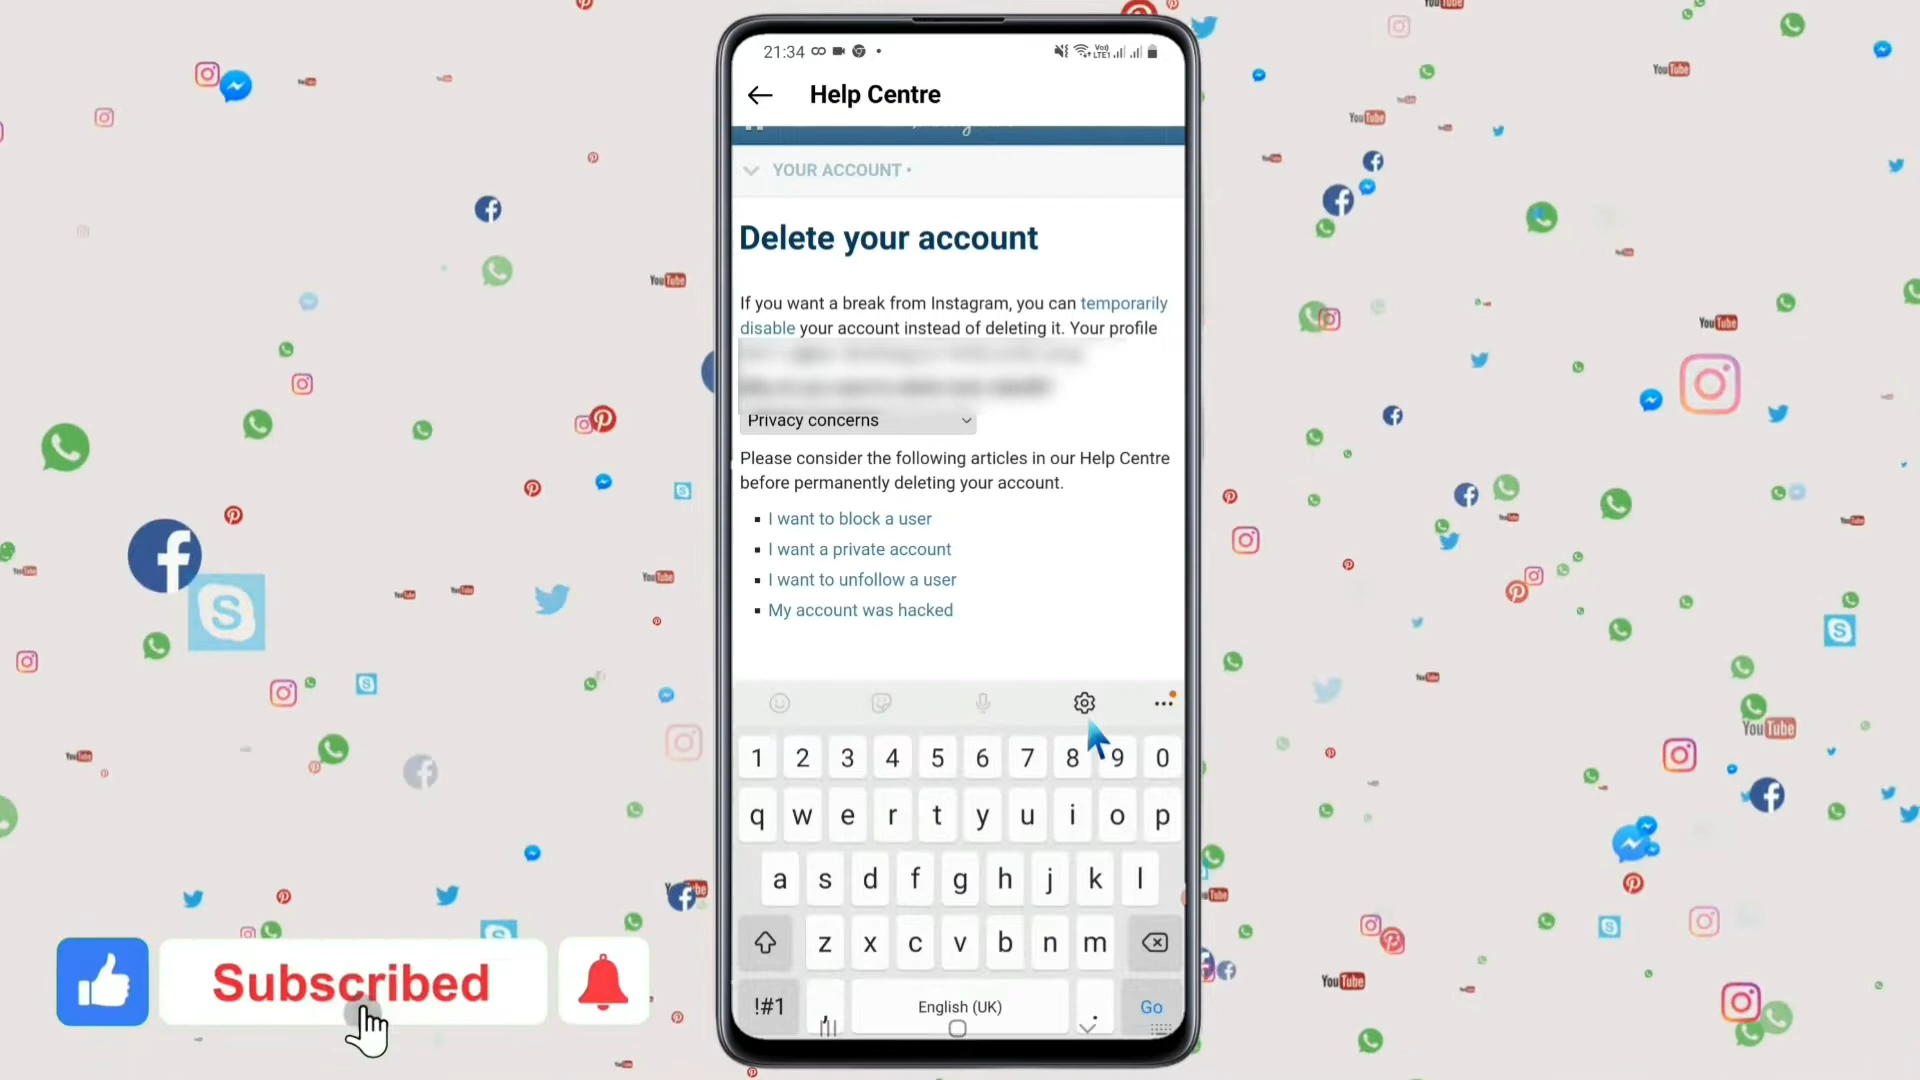 21:34
Help Centre
YOUR ACCOUNT •
Delete your account
If you want a break from Instagram, you can temporarily
disable your account instead of deleting it. Your profile
Privacy concerns
Please consider the following articles in our Help Centre
before permanently deleting your account.
▪ I want to block a user
▪ I want a private account
▪ I want to unfollow a user
▪ My account was hacked
1 2 3 4 5 6 7 8 9 0
q w e r t y u i o p
a s d f g h j k l
z x c v b n m
!#1 , English (UK) . Go
Subscribed